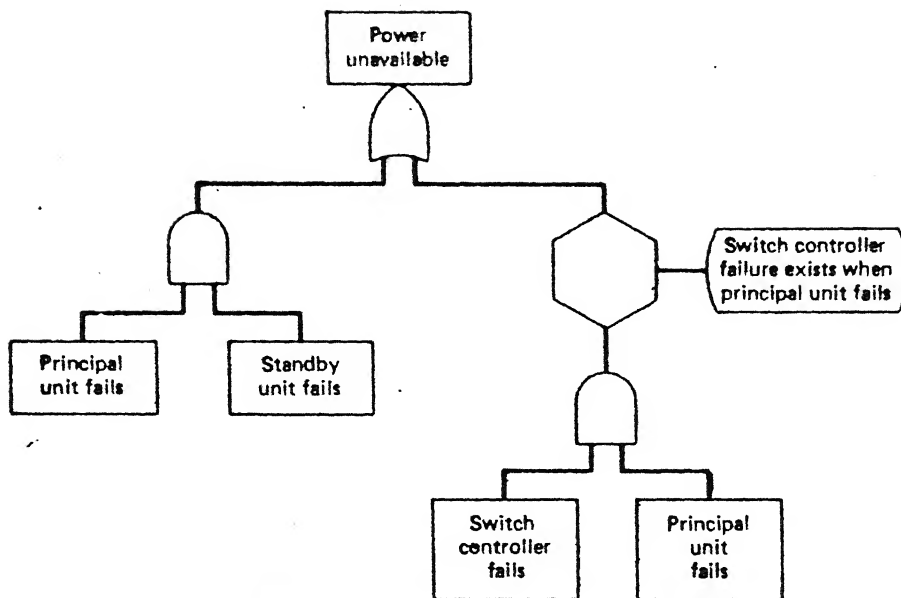 Power
unavailable
Switch controller
failure exists when
principal unit fails
Principal
unit fails
Standby
unit fails
Switch
controller
fails
Principal
unit
fails